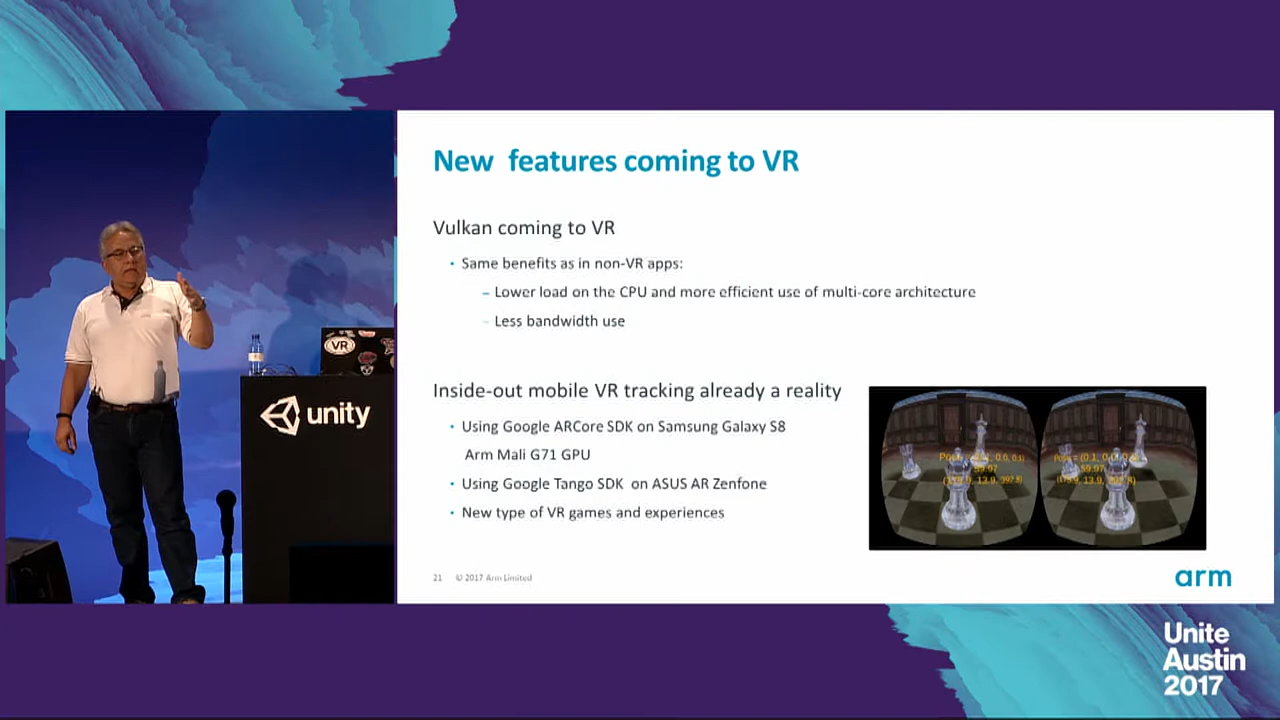 New features coming to VR
Vulkan coming to VR
• Same benefits as in non-VR apps:
– Lower load on the CPU and more efficient use of multi-core architecture
– Less bandwidth use
Inside-out mobile VR tracking already a reality
• Using Google ARCore SDK on Samsung Galaxy S8
Arm Mali G71 GPU
• Using Google Tango SDK on ASUS AR Zenfone
• New type of VR games and experiences
59.97
59.97
21 © 2017 Arm Limited
arm
VR
unity
Unite
Austin
2017